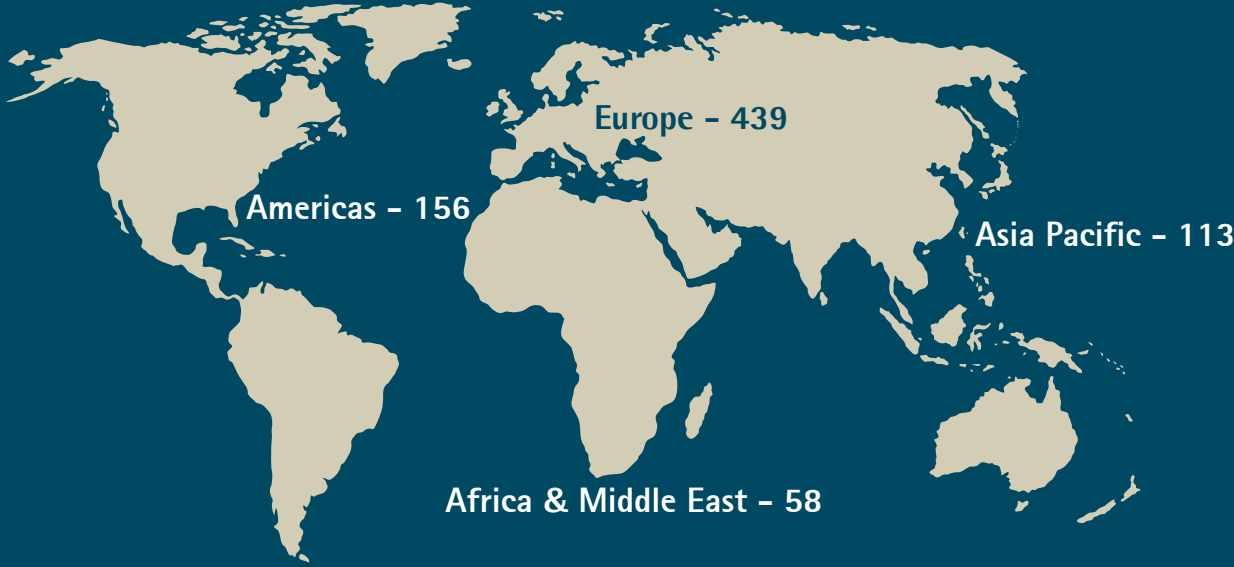 Europe - 439
Americas - 156
Asia Pacific - 113
Africa & Middle East - 58